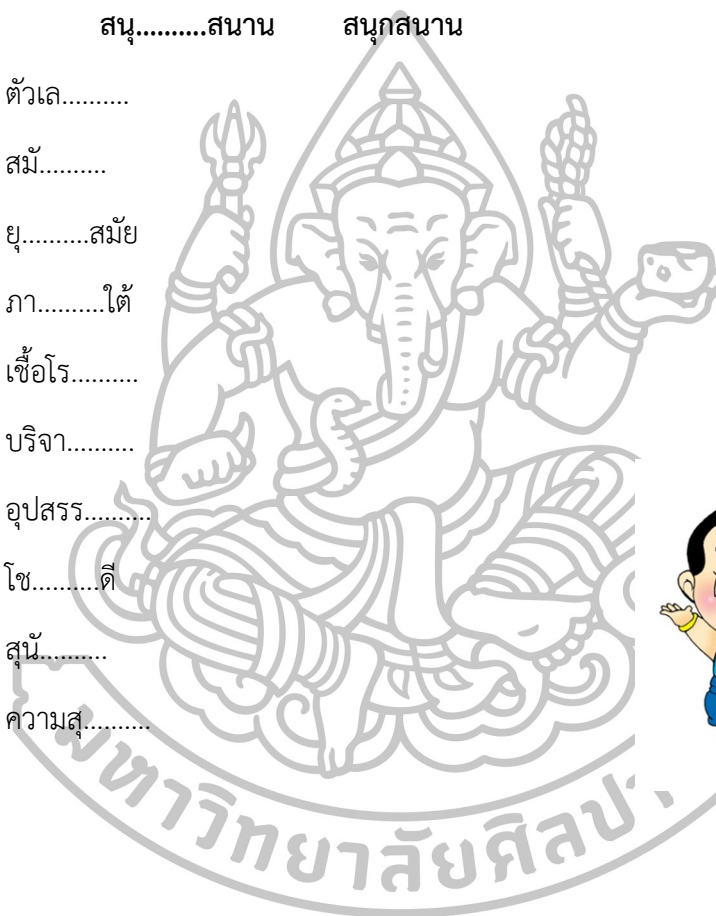 สนุ..........สนาน สนุกสนาน
ตัวเล..........
สมั..........
ยุ..........สมัย
ภา..........ใต้
เชื้อโร..........
บริจา..........
อุปสรร..........
โช..........ดี
สุนั..........
ความสุ..........
มหาวิทยาลัยศิลป